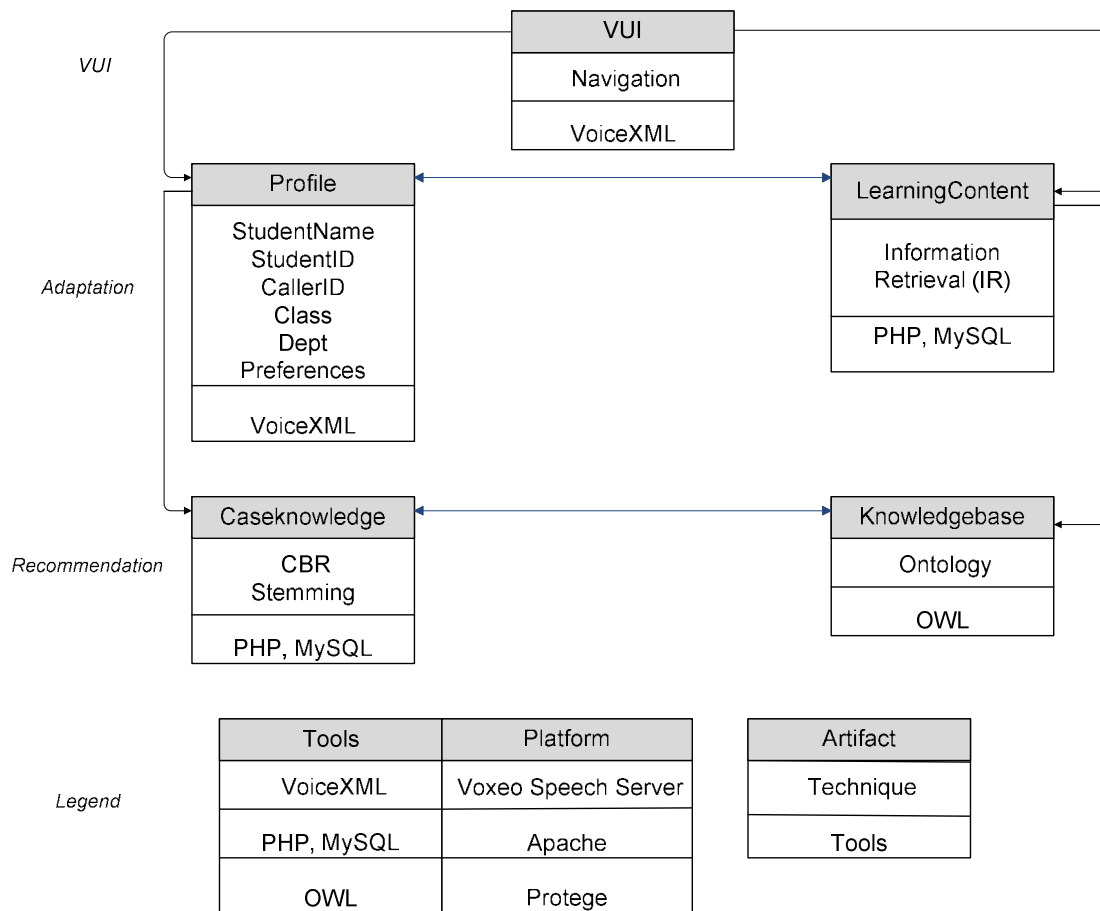 VUI
VUI
Navigation
VoiceXML
Adaptation
Profile
StudentName
StudentID
CallerID
Class
Dept
Preferences
VoiceXML
LearningContent
Information
Retrieval (IR)
PHP, MySQL
Recommendation
Caseknowledge
CBR
Stemming
PHP, MySQL
Knowledgebase
Ontology
OWL
Legend
Tools
Platform
VoiceXML
Voxeo Speech Server
PHP, MySQL
Apache
OWL
Protege
Artifact
Technique
Tools